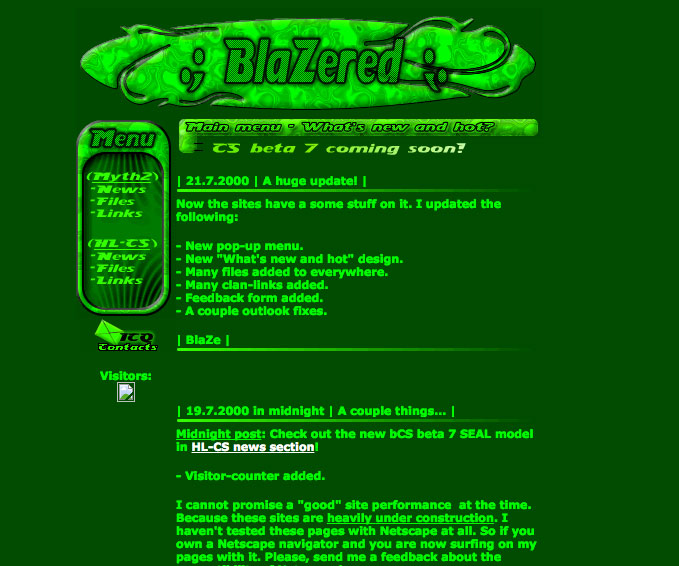 BlaZered
Menu
(Myth2)
-News
-Files
-Links
(HL-CS)
-News
-Files
-Links
ICQ
Contacts
Visitors:
Main menu - What's new and hot?
CS beta 7 coming soon?
| 21.7.2000 | A huge update! |
Now the sites have a some stuff on it. I updated the
following:
- New pop-up menu.
- New "What's new and hot" design.
- Many files added to everywhere.
- Many clan-links added.
- Feedback form added.
- A couple outlook fixes.
| BlaZe |
| 19.7.2000 in midnight | A couple things... |
Midnight post: Check out the new bCS beta 7 SEAL model
in HL-CS news section!
- Visitor-counter added.
I cannot promise a "good" site performance at the time.
Because these sites are heavily under construction. I
haven't tested these pages with Netscape at all. So if you
own a Netscape navigator and you are now surfing on my
pages with it. Please, send me a feedback about the